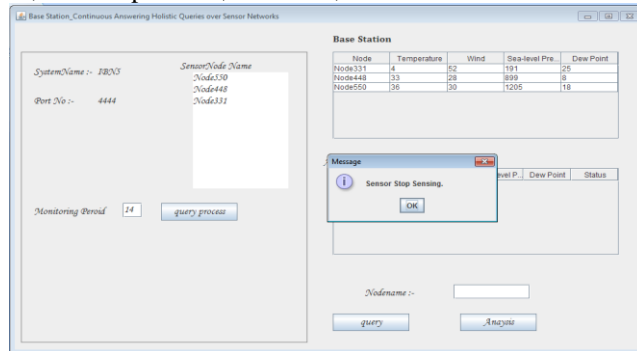 Base Station_Continuous Answering Holistic Queries over Sensor Networks
Base Station
SystemName :- JBN3
Port No :- 4444
SensorNode Name
Node550
Node448
Node331
Monitoring Peroid 14 query process
Node Temperature Wind Sea-level Pre... Dew Point
Node331 4 52 191 25
Node448 33 28 899 8
Node550 36 30 1205 18
Message
Sensor Stop Sensing.
OK
evel P... Dew Point Status
Nodename :-
query Anaysis